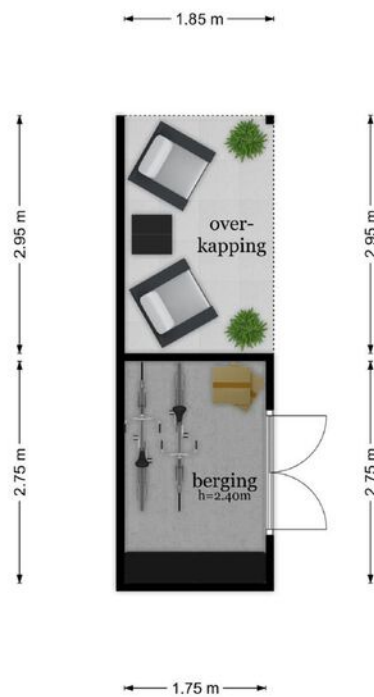 1.85 m
2.95 m
2.95 m
over-
kapping
2.75 m
2.75 m
berging
h=2.40m
1.75 m